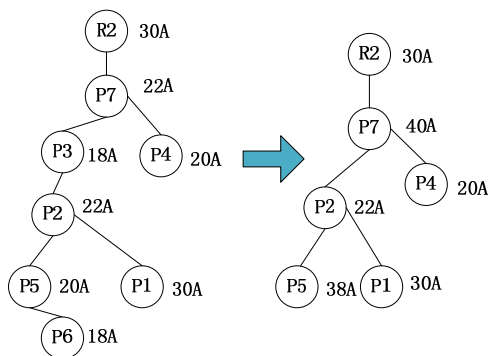 R2 30A
P7 22A
P3 18A P4 20A
P2 22A
P5 20A P1 30A
P6 18A
R2 30A
P7 40A
P4 20A
P2 22A
P5 38A P1 30A